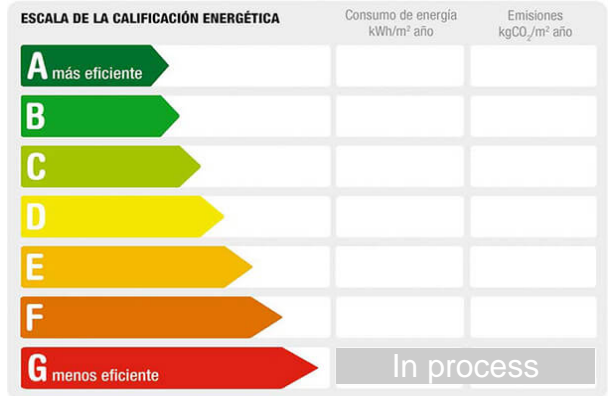 ESCALA DE LA CALIFICACIÓN ENERGÉTICA
Consumo de energía
kWh/m² año
Emisiones
kgCO₂/m² año
A más eficiente
B
C
D
E
F
G menos eficiente
In process